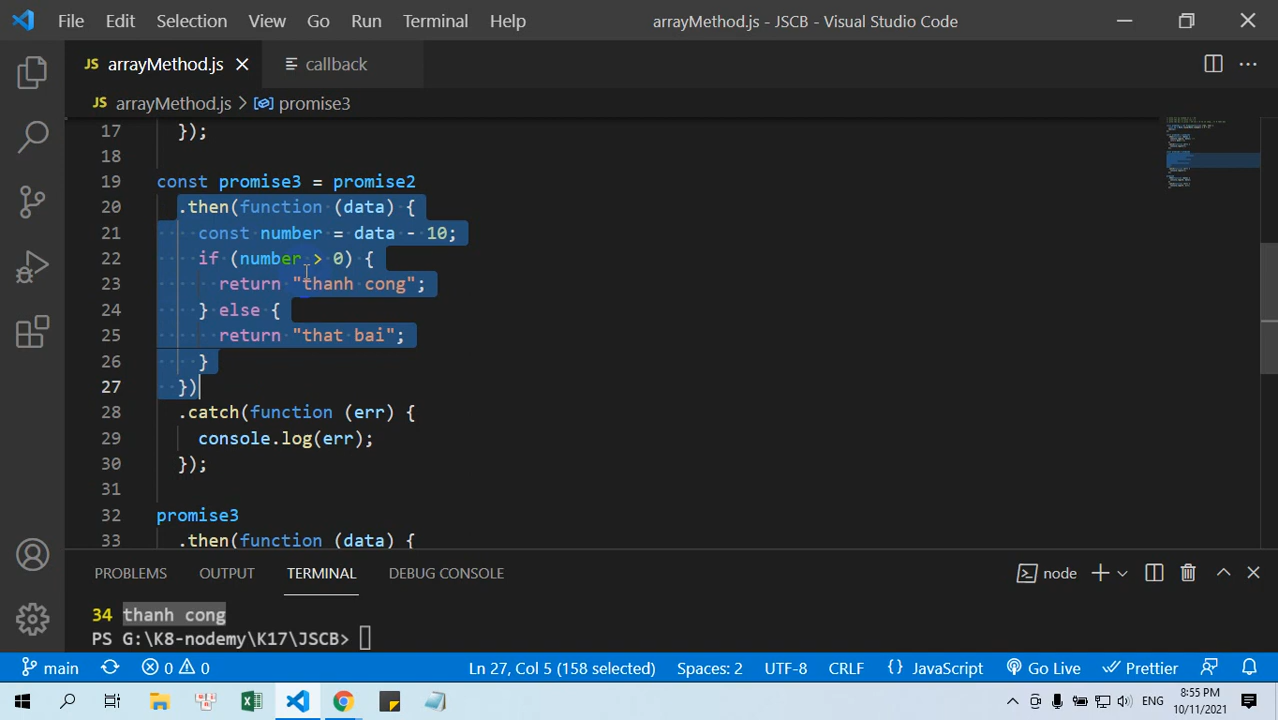 File Edit Selection View Go Run Terminal Help arrayMethod.js - JSCB - Visual Studio Code
JS arrayMethod.js callback
JS arrayMethod.js > promise3
17 });
18
19 const promise3 = promise2
20 .then(function (data) {
21 const number = data - 10;
22 if (number > 0) {
23 return "thanh cong";
24 } else {
25 return "that bai";
26 }
27 })
28 .catch(function (err) {
29 console.log(err);
30 });
31
32 promise3
33 .then(function (data) {
PROBLEMS OUTPUT TERMINAL DEBUG CONSOLE node
34 thanh cong
PS G:\K8-nodemy\K17\JSCB>
main 0 0 Ln 27, Col 5 (158 selected) Spaces: 2 UTF-8 CRLF {} JavaScript Go Live Prettier
ENG 8:55 PM
10/11/2021